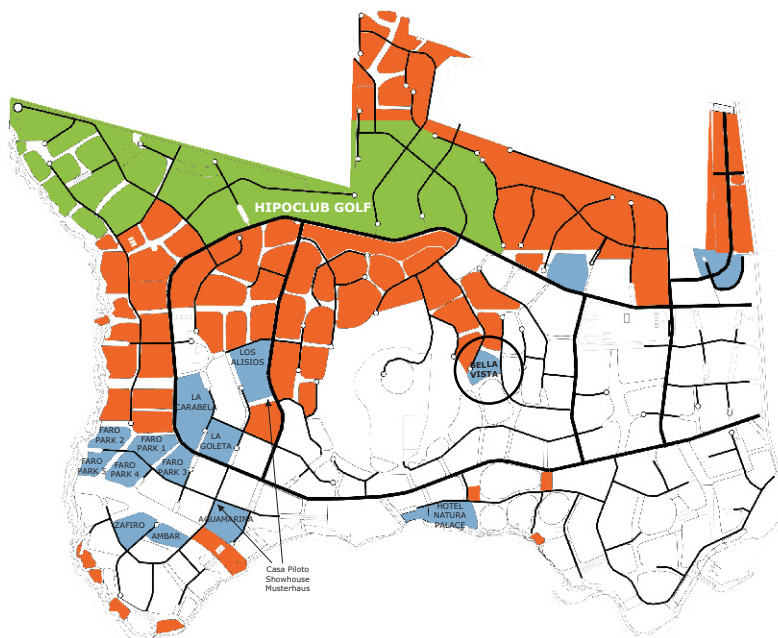 HIPOCLUB GOLF
LOS
ALISIOS
BELLA
VISTA
LA
CARABELA
LA
GOLETA
FARO
PARK 2
FARO
PARK 1
FARO
PARK 5
FARO
PARK 4
FARO
PARK 3
ZAFIRO
AMBAR
AGUAMARINA
HOTEL
NATURA
PALACE
Casa Piloto
Showhouse
Musterhaus